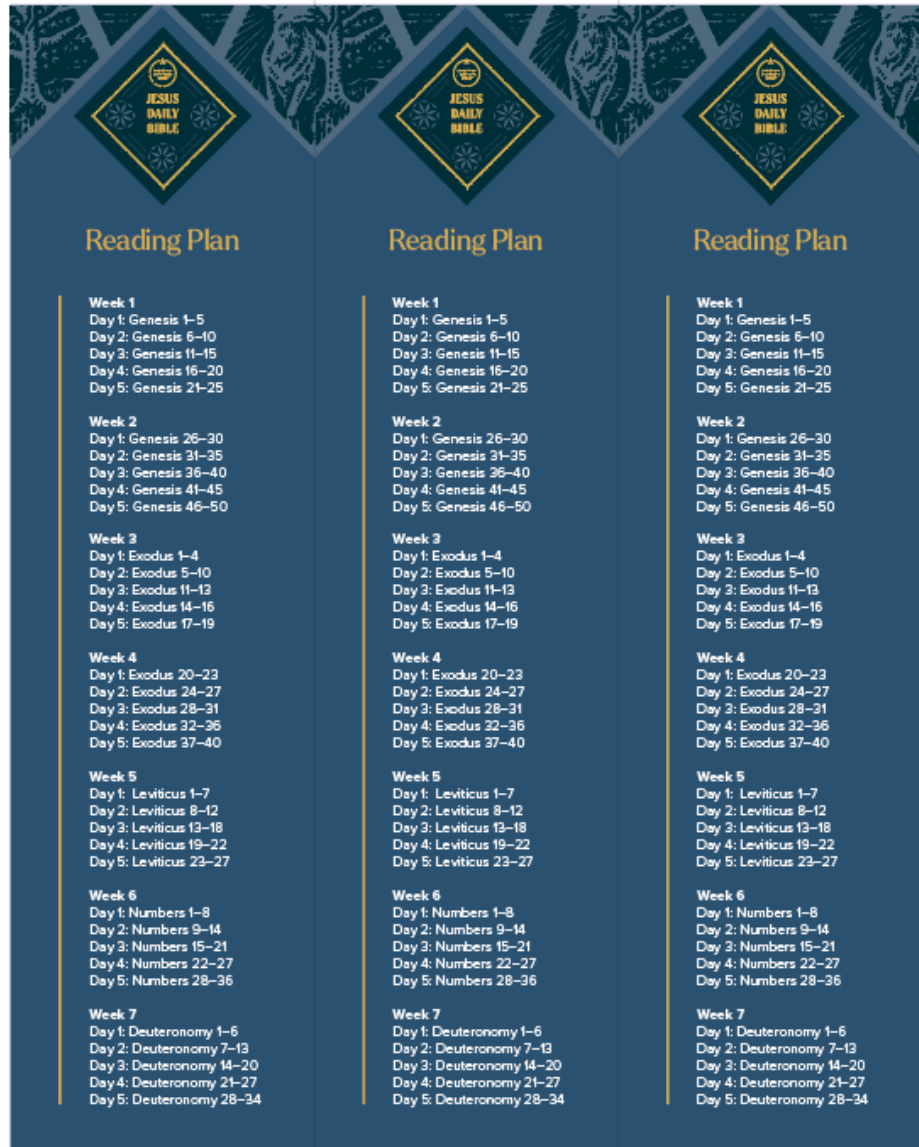 JESUS
DAILY
BIBLE
Reading Plan
Week 1
Day 1: Genesis 1–5
Day 2: Genesis 6–10
Day 3: Genesis 11–15
Day 4: Genesis 16–20
Day 5: Genesis 21–25
Week 2
Day 1: Genesis 26–30
Day 2: Genesis 31–35
Day 3: Genesis 36–40
Day 4: Genesis 41–45
Day 5: Genesis 46–50
Week 3
Day 1: Exodus 1–4
Day 2: Exodus 5–10
Day 3: Exodus 11–13
Day 4: Exodus 14–16
Day 5: Exodus 17–19
Week 4
Day 1: Exodus 20–23
Day 2: Exodus 24–27
Day 3: Exodus 28–31
Day 4: Exodus 32–36
Day 5: Exodus 37–40
Week 5
Day 1: Leviticus 1–7
Day 2: Leviticus 8–12
Day 3: Leviticus 13–18
Day 4: Leviticus 19–22
Day 5: Leviticus 23–27
Week 6
Day 1: Numbers 1–8
Day 2: Numbers 9–14
Day 3: Numbers 15–21
Day 4: Numbers 22–27
Day 5: Numbers 28–36
Week 7
Day 1: Deuteronomy 1–6
Day 2: Deuteronomy 7–13
Day 3: Deuteronomy 14–20
Day 4: Deuteronomy 21–27
Day 5: Deuteronomy 28–34
JESUS
DAILY
BIBLE
Reading Plan
Week 1
Day 1: Genesis 1–5
Day 2: Genesis 6–10
Day 3: Genesis 11–15
Day 4: Genesis 16–20
Day 5: Genesis 21–25
Week 2
Day 1: Genesis 26–30
Day 2: Genesis 31–35
Day 3: Genesis 36–40
Day 4: Genesis 41–45
Day 5: Genesis 46–50
Week 3
Day 1: Exodus 1–4
Day 2: Exodus 5–10
Day 3: Exodus 11–13
Day 4: Exodus 14–16
Day 5: Exodus 17–19
Week 4
Day 1: Exodus 20–23
Day 2: Exodus 24–27
Day 3: Exodus 28–31
Day 4: Exodus 32–36
Day 5: Exodus 37–40
Week 5
Day 1: Leviticus 1–7
Day 2: Leviticus 8–12
Day 3: Leviticus 13–18
Day 4: Leviticus 19–22
Day 5: Leviticus 23–27
Week 6
Day 1: Numbers 1–8
Day 2: Numbers 9–14
Day 3: Numbers 15–21
Day 4: Numbers 22–27
Day 5: Numbers 28–36
Week 7
Day 1: Deuteronomy 1–6
Day 2: Deuteronomy 7–13
Day 3: Deuteronomy 14–20
Day 4: Deuteronomy 21–27
Day 5: Deuteronomy 28–34
JESUS
DAILY
BIBLE
Reading Plan
Week 1
Day 1: Genesis 1–5
Day 2: Genesis 6–10
Day 3: Genesis 11–15
Day 4: Genesis 16–20
Day 5: Genesis 21–25
Week 2
Day 1: Genesis 26–30
Day 2: Genesis 31–35
Day 3: Genesis 36–40
Day 4: Genesis 41–45
Day 5: Genesis 46–50
Week 3
Day 1: Exodus 1–4
Day 2: Exodus 5–10
Day 3: Exodus 11–13
Day 4: Exodus 14–16
Day 5: Exodus 17–19
Week 4
Day 1: Exodus 20–23
Day 2: Exodus 24–27
Day 3: Exodus 28–31
Day 4: Exodus 32–36
Day 5: Exodus 37–40
Week 5
Day 1: Leviticus 1–7
Day 2: Leviticus 8–12
Day 3: Leviticus 13–18
Day 4: Leviticus 19–22
Day 5: Leviticus 23–27
Week 6
Day 1: Numbers 1–8
Day 2: Numbers 9–14
Day 3: Numbers 15–21
Day 4: Numbers 22–27
Day 5: Numbers 28–36
Week 7
Day 1: Deuteronomy 1–6
Day 2: Deuteronomy 7–13
Day 3: Deuteronomy 14–20
Day 4: Deuteronomy 21–27
Day 5: Deuteronomy 28–34